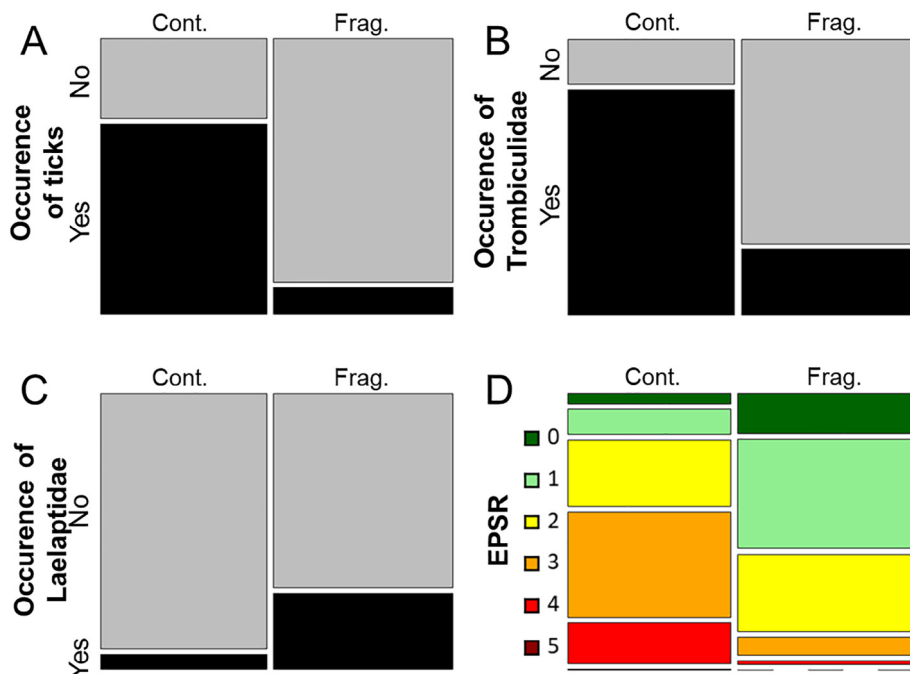 A
Cont.
Frag.
Occurence
of ticks
No
Yes
B
Cont.
Frag.
Occurence of
Trombiculidae
No
Yes
C
Cont.
Frag.
Occurence of
Laelaptidae
No
Yes
D
Cont.
Frag.
EPSR
0
1
2
3
4
5